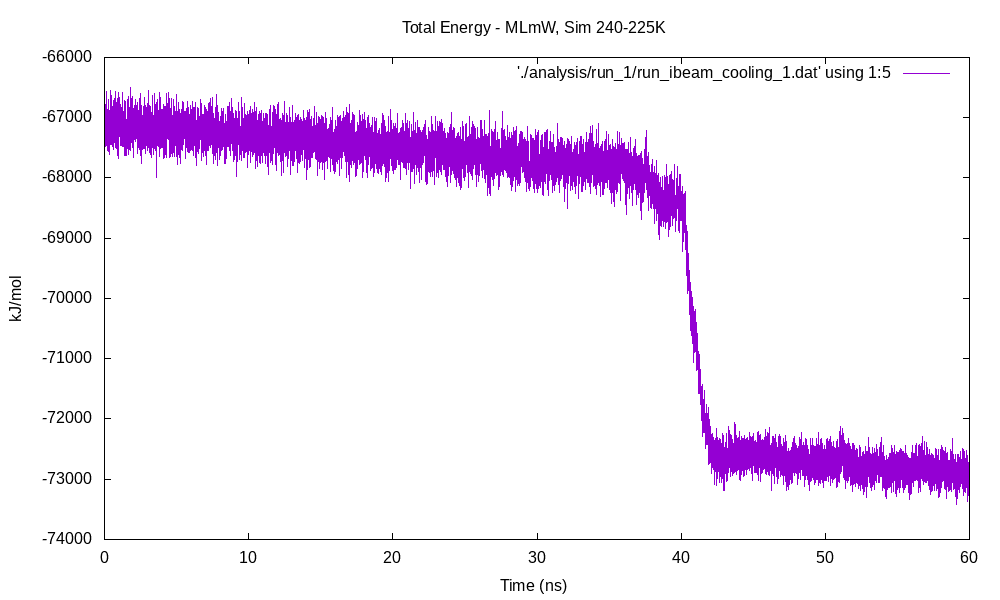 Total Energy - MLmW, Sim 240-225K
'./analysis/run_1/run_ibeam_cooling_1.dat' using 1:5
-66000
-67000
-68000
-69000
-70000
-71000
-72000
-73000
-74000
kJ/mol
0 10 20 30 40 50 60
Time (ns)